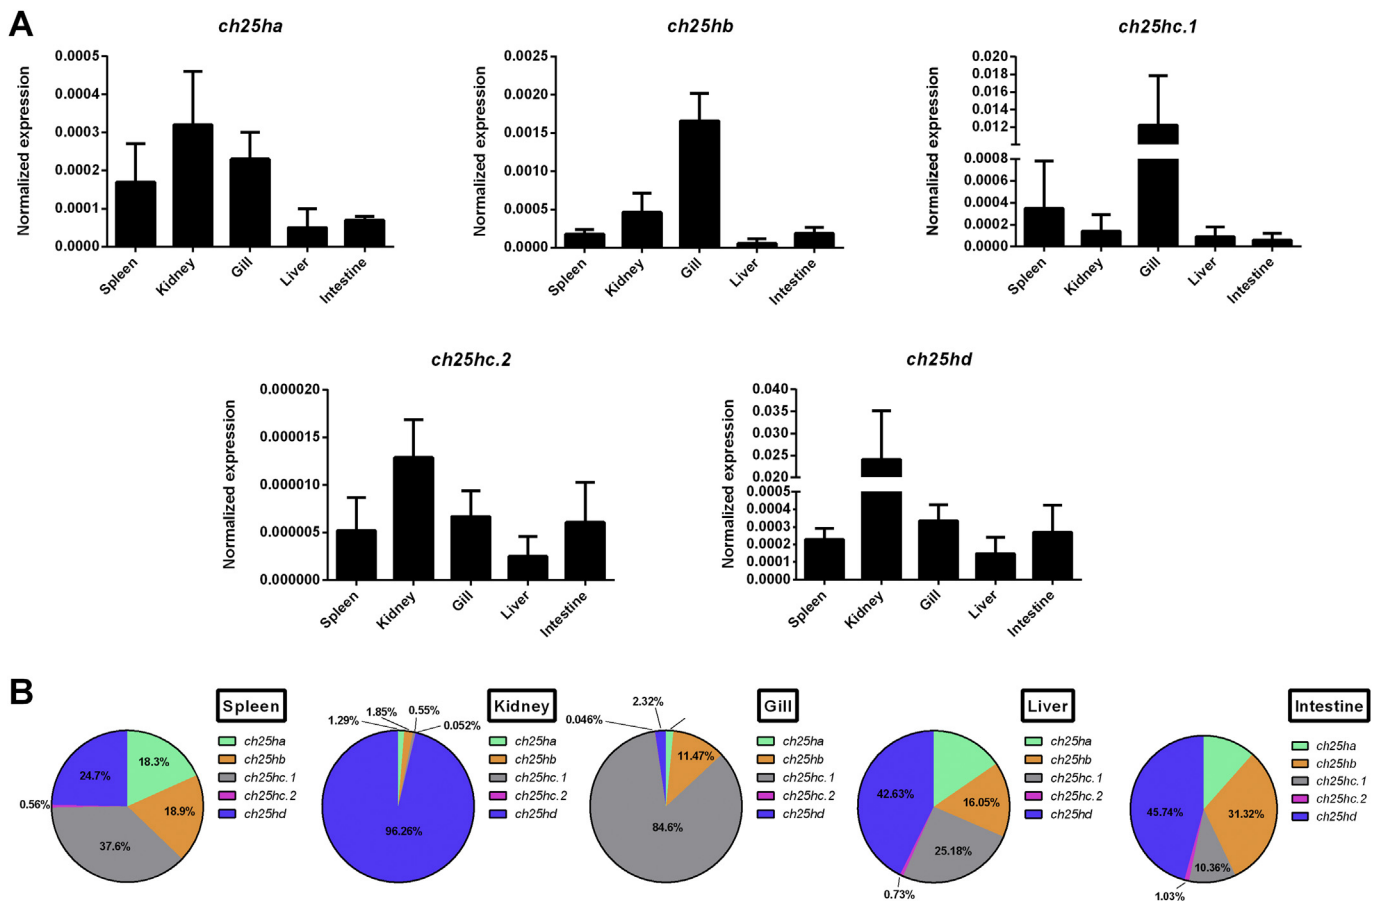 A
ch25ha
Normalized expression
0.0005
0.0004
0.0003
0.0002
0.0001
0.0000
Spleen
Kidney
Gill
Liver
Intestine
ch25hb
Normalized expression
0.0025
0.0020
0.0015
0.0010
0.0005
0.0000
Spleen
Kidney
Gill
Liver
Intestine
ch25hc.1
Normalized expression
0.020
0.018
0.016
0.014
0.012
0.0008
0.0006
0.0004
0.0002
0.0000
Spleen
Kidney
Gill
Liver
Intestine
ch25hc.2
Normalized expression
0.000020
0.000015
0.000010
0.000005
0.000000
Spleen
Kidney
Gill
Liver
Intestine
ch25hd
Normalized expression
0.040
0.035
0.030
0.025
0.020
0.0005
0.0004
0.0003
0.0002
0.0001
0.0000
Spleen
Kidney
Gill
Liver
Intestine
B
Spleen
18.3%
18.9%
37.6%
0.56%
24.7%
ch25ha
ch25hb
ch25hc.1
ch25hc.2
ch25hd
Kidney
1.29%
1.85%
0.55%
0.052%
96.26%
ch25ha
ch25hb
ch25hc.1
ch25hc.2
ch25hd
Gill
0.046%
2.32%
11.47%
84.6%
ch25ha
ch25hb
ch25hc.1
ch25hc.2
ch25hd
Liver
42.63%
16.05%
25.18%
0.73%
ch25ha
ch25hb
ch25hc.1
ch25hc.2
ch25hd
Intestine
45.74%
31.32%
10.36%
1.03%
ch25ha
ch25hb
ch25hc.1
ch25hc.2
ch25hd